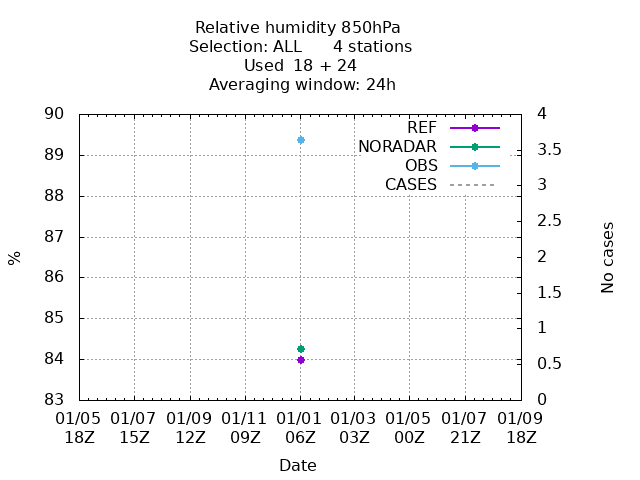 Relative humidity 850hPa
Selection: ALL 4 stations
Used 18 + 24
Averaging window: 24h
90
89
88
87
86
85
84
83
%
4
3.5
3
2.5
2
1.5
1
0.5
0
No cases
REF
NORADAR
OBS
CASES
01/05 01/07 01/09 01/11 01/01 01/03 01/05 01/07 01/09
18Z 15Z 12Z 09Z 06Z 03Z 00Z 21Z 18Z
Date